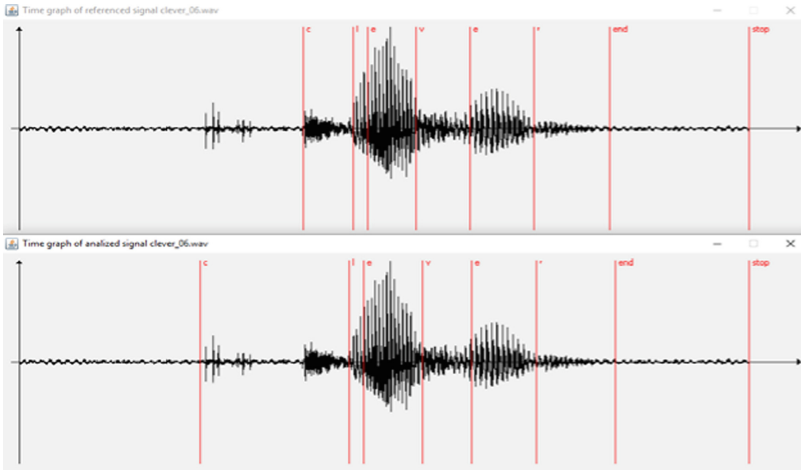 Time graph of referenced signal clever_06.wav
c l e v e r end stop
Time graph of analized signal clever_06.wav
c l e v e r end stop